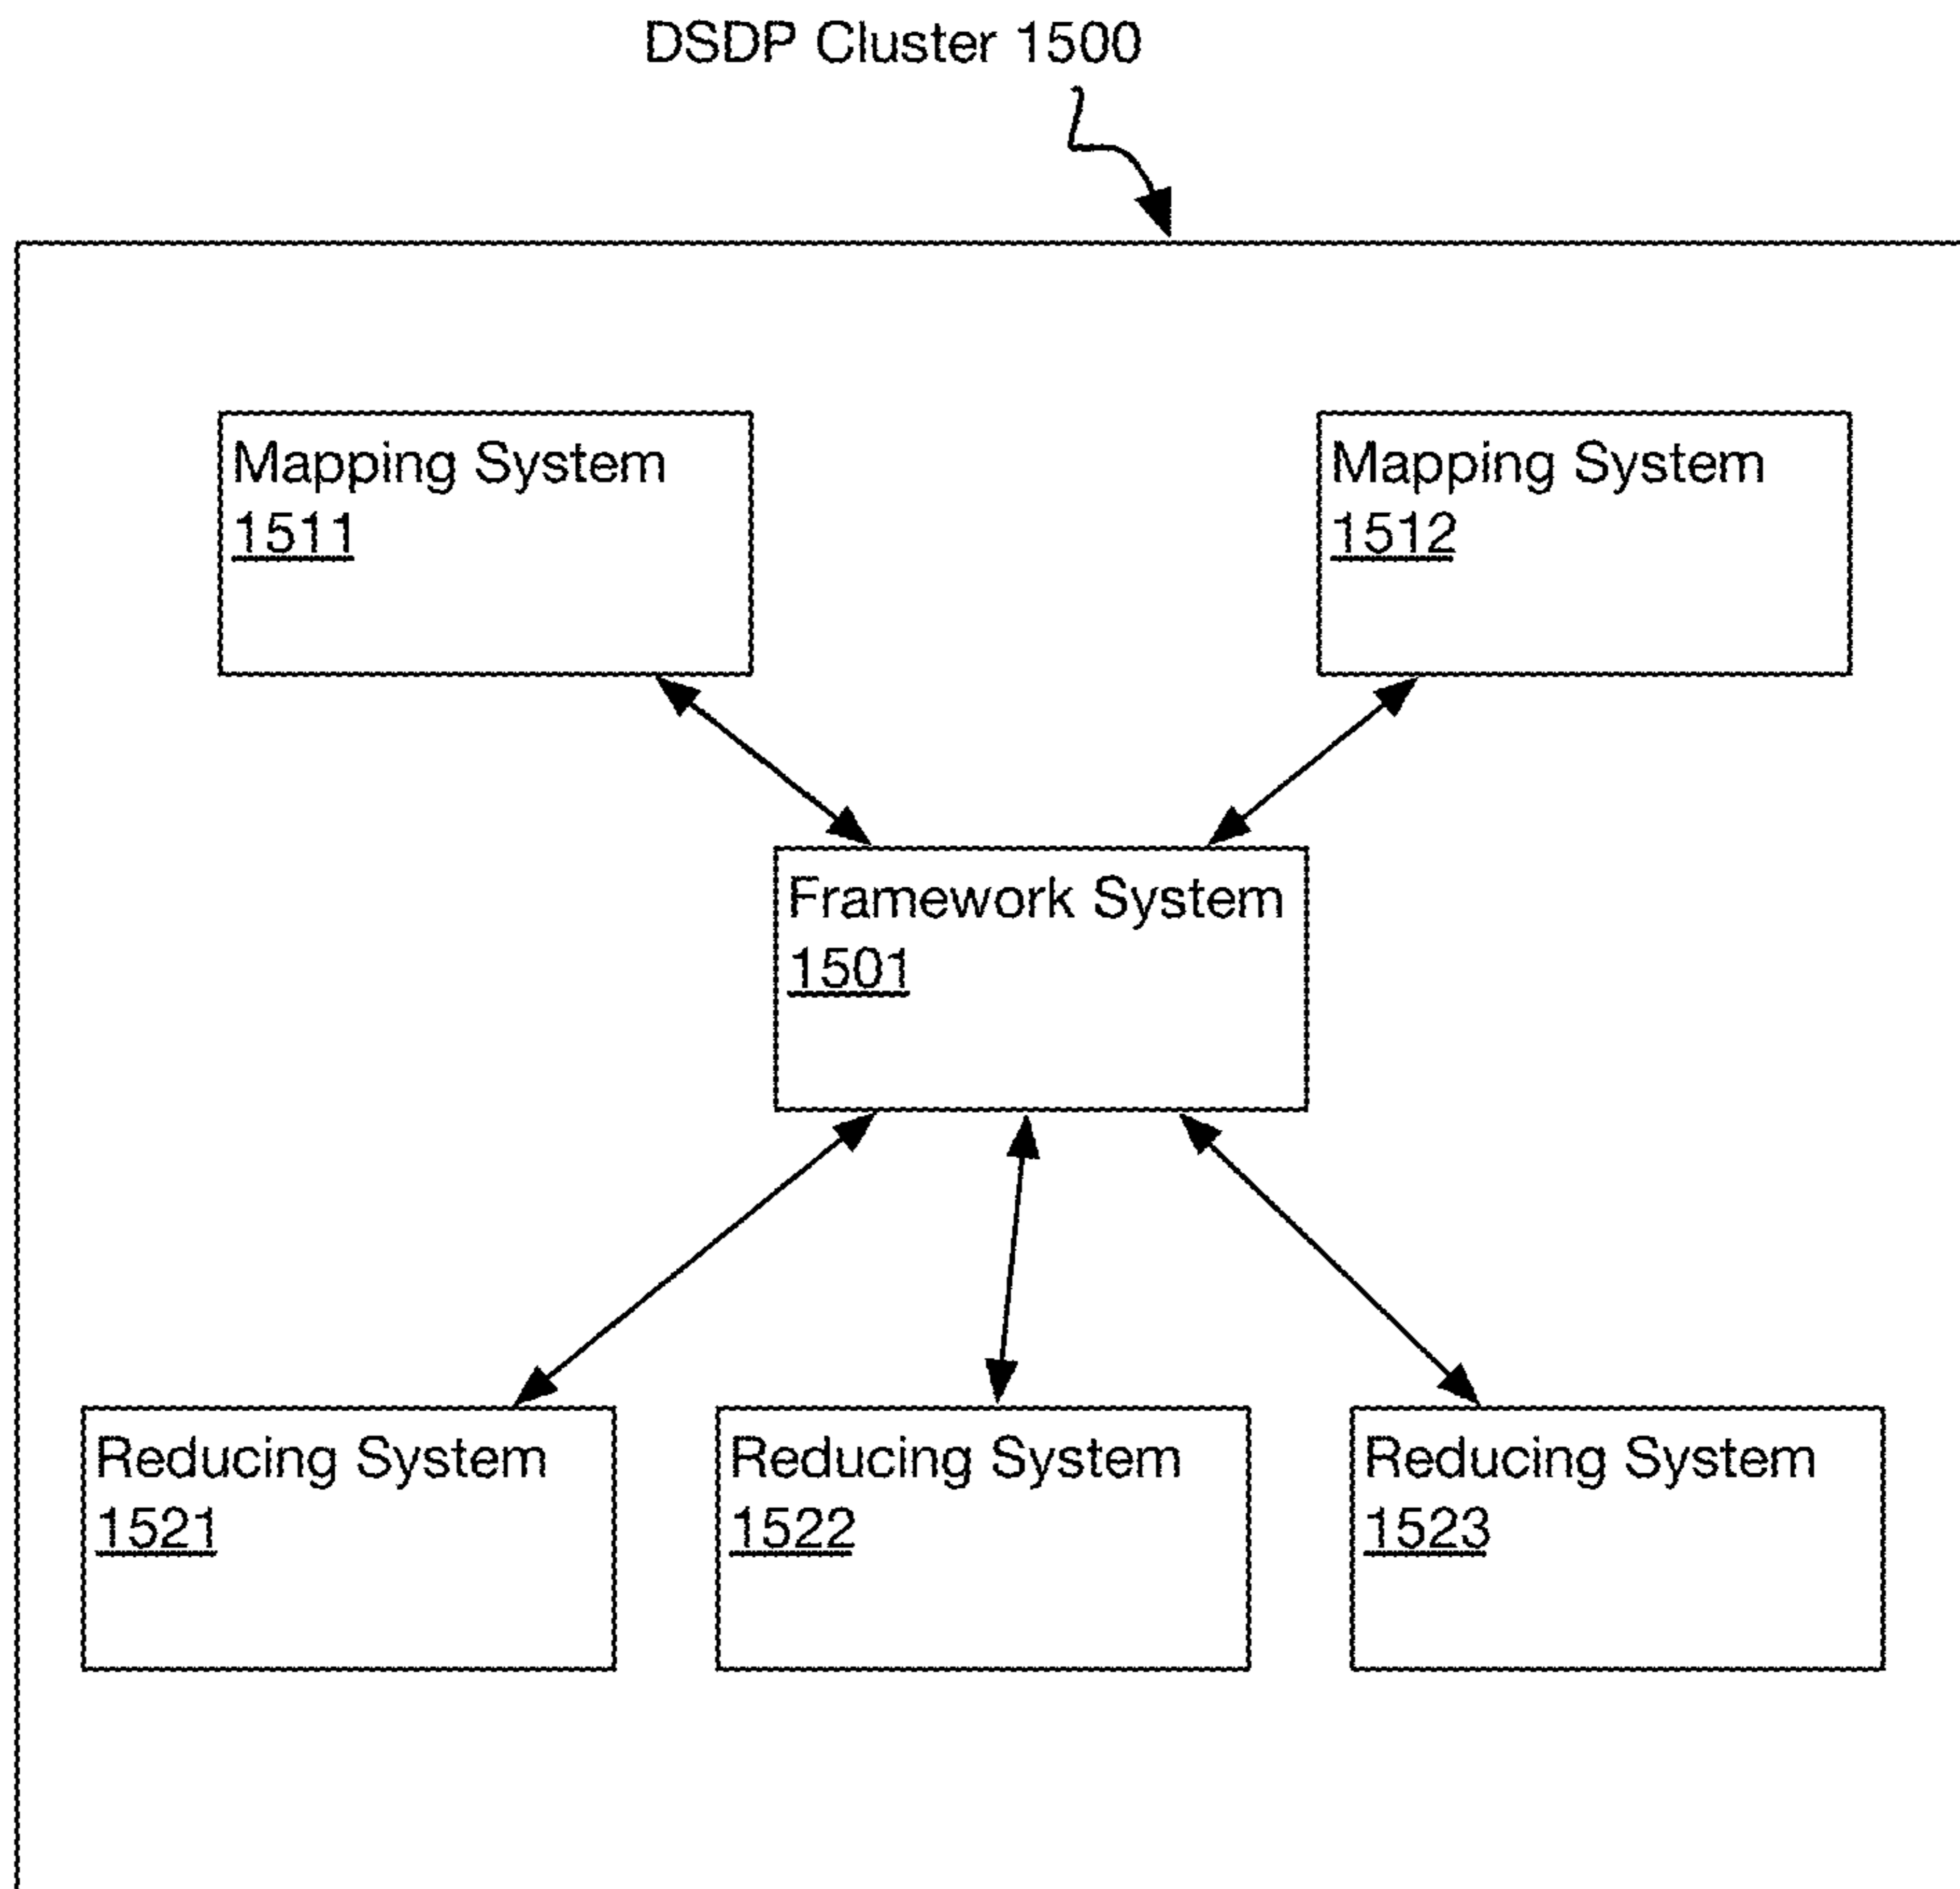 DSDP Cluster 1500
Mapping System
1511
Mapping System
1512
Framework System
1501
Reducing System
1521
Reducing System
1522
Reducing System
1523